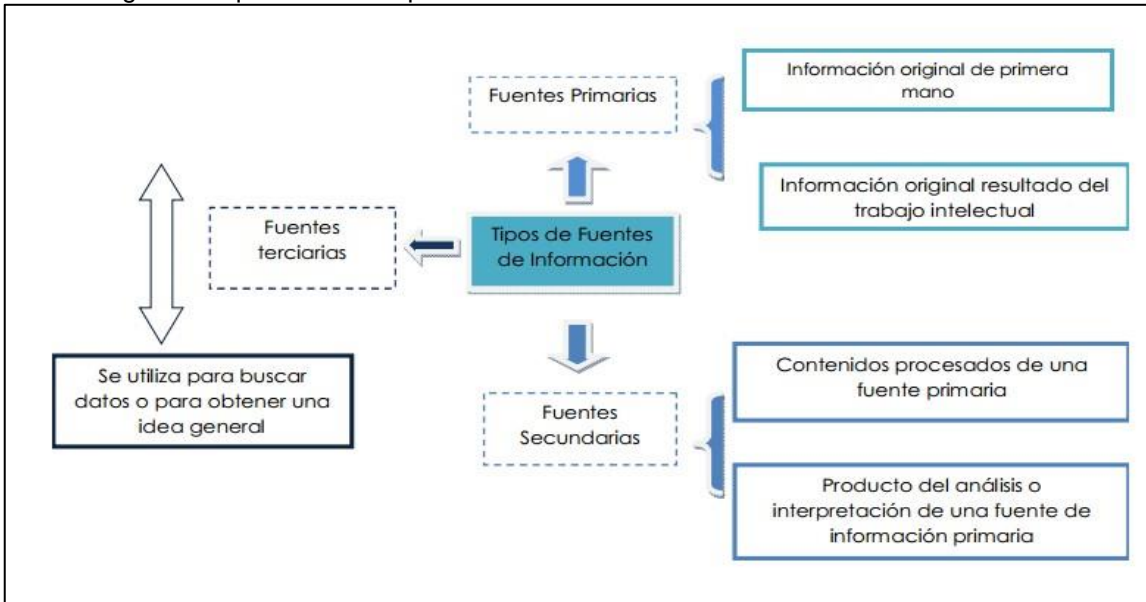 Información original de primera
mano
Fuentes Primarias
Información original resultado del
trabajo intelectual
Fuentes
terciarias
Tipos de Fuentes
de Información
Se utiliza para buscar
datos o para obtener una
idea general
Fuentes
Secundarias
Contenidos procesados de una
fuente primaria
Producto del análisis o
interpretación de una fuente de
información primaria